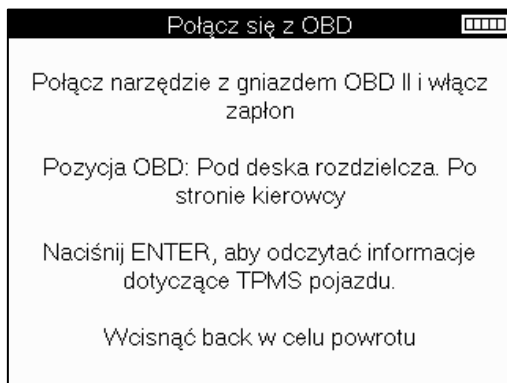 Połącz się z OBD
Połącz narzędzie z gniazdem OBD II i włącz
zapłon
Pozycja OBD: Pod deska rozdzielcza. Po
stronie kierowcy
Naciśnij ENTER, aby odczytać informacje
dotyczące TPMS pojazdu.
Wcisnąć back w celu powrotu